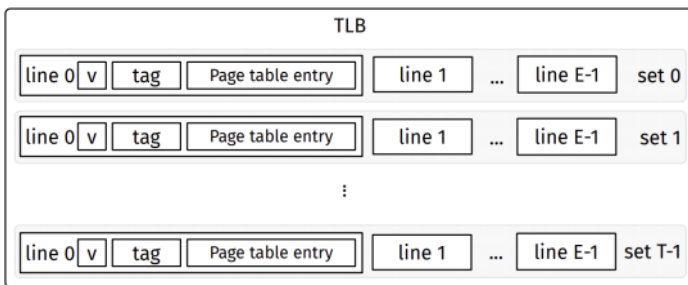 TLB
line 0 v tag Page table entry line 1 ... line E-1 set 0
line 0 v tag Page table entry line 1 ... line E-1 set 1
⋮
line 0 v tag Page table entry line 1 ... line E-1 set T-1